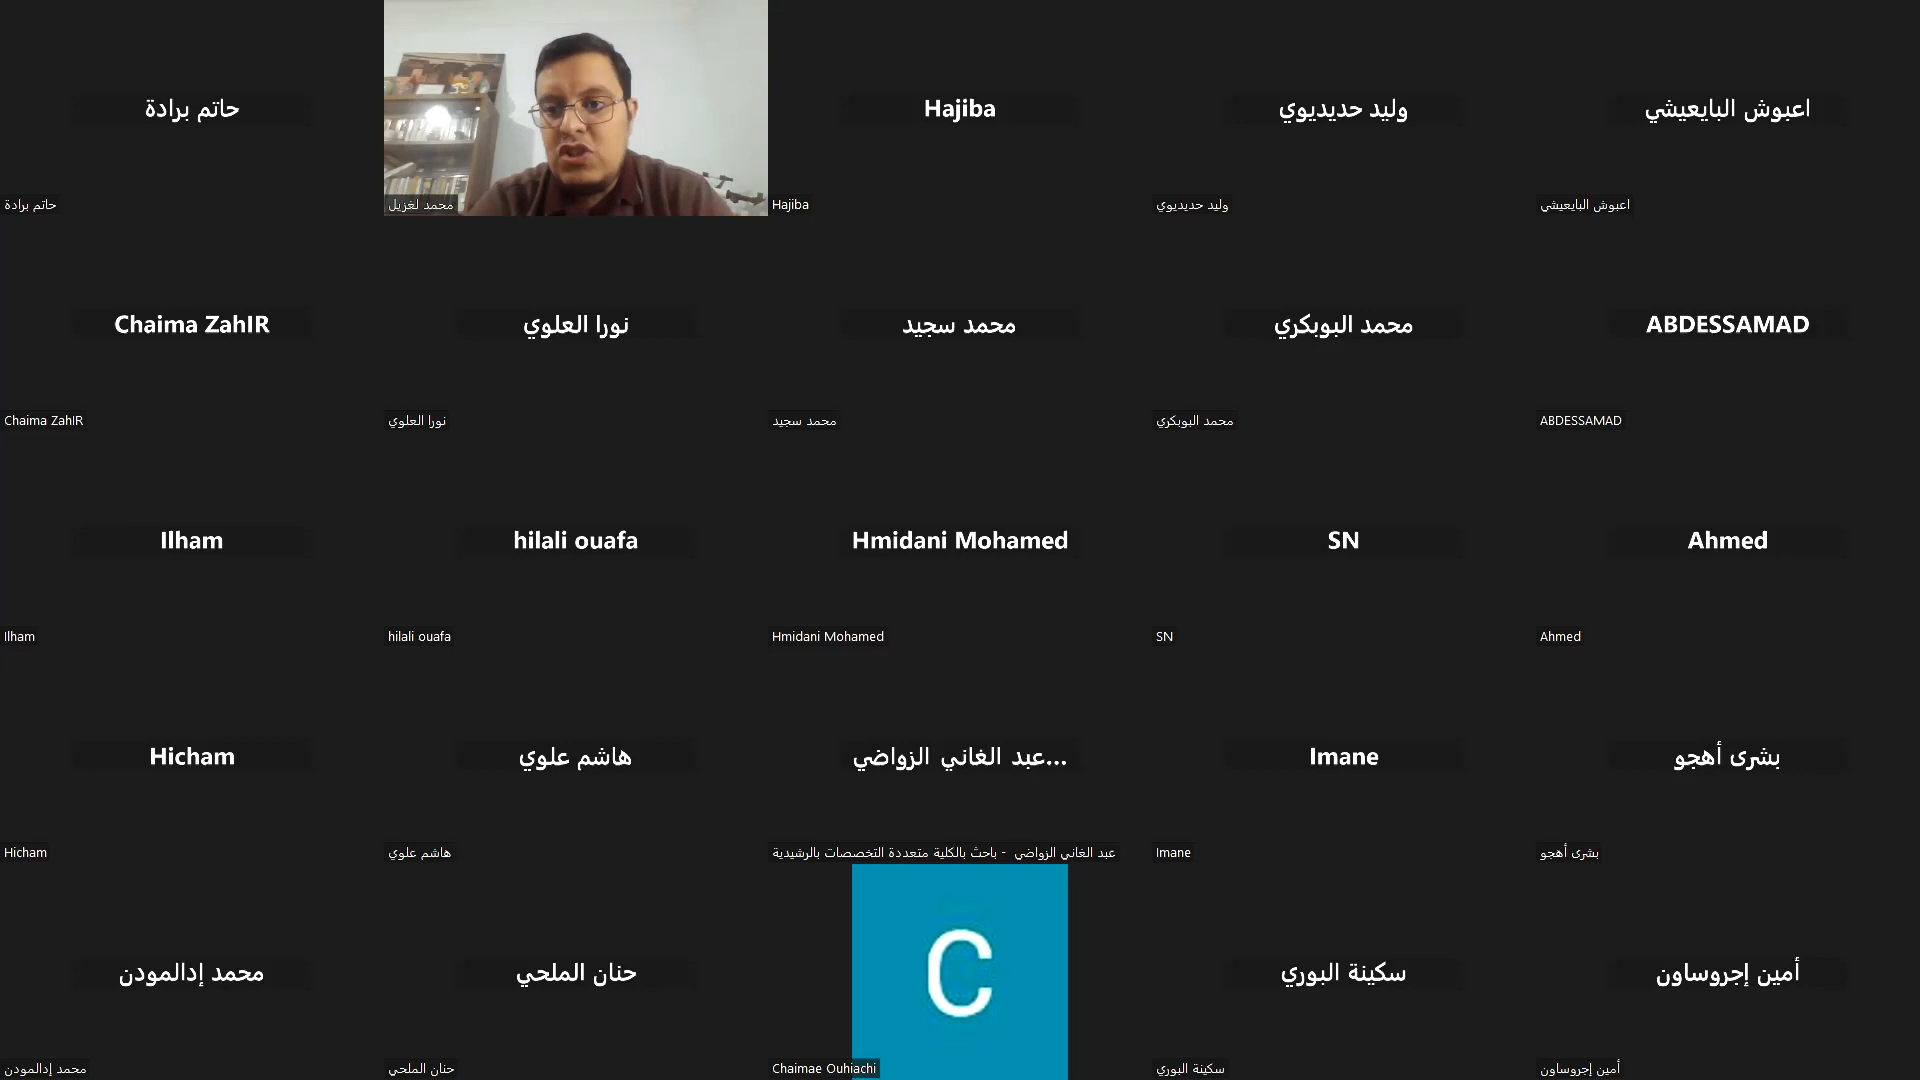 حاتم برادة
Hajiba
وليد حديديوي
اعبوش البايعيشي
حاتم برادة
محمد لغزيل
Hajiba
وليد حديديوي
اعبوش البايعيشي
Chaima ZahIR
نورا العلوي
محمد سجيد
محمد البوبكري
ABDESSAMAD
Chaima ZahIR
نورا العلوي
محمد سجيد
محمد البوبكري
ABDESSAMAD
Ilham
hilali ouafa
Hmidani Mohamed
SN
Ahmed
Ilham
hilali ouafa
Hmidani Mohamed
SN
Ahmed
Hicham
هاشم علوي
عبد الغاني الزواضي...
Imane
بشرى أهجو
Hicham
هاشم علوي
عبد الغاني الزواضي - باحث بالكلية متعددة التخصصات بالرشيدية
Imane
بشرى أهجو
محمد إدالمودن
حنان الملحي
C
سكينة البوري
أمين إجروساون
محمد إدالمودن
حنان الملحي
Chaimae Ouhiachi
سكينة البوري
أمين إجروساون